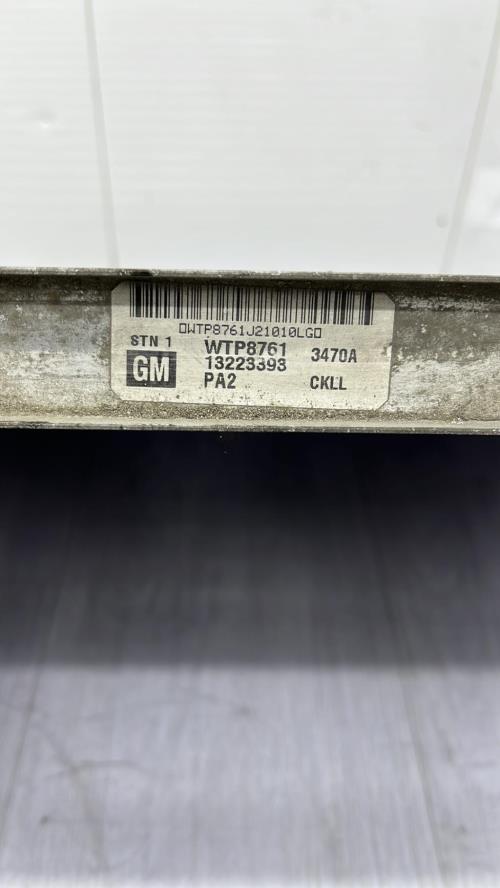 ▯WTP8761J21010LG▯
STN 1 WTP8761 3470A
GM 13223393
PA2 CKLL